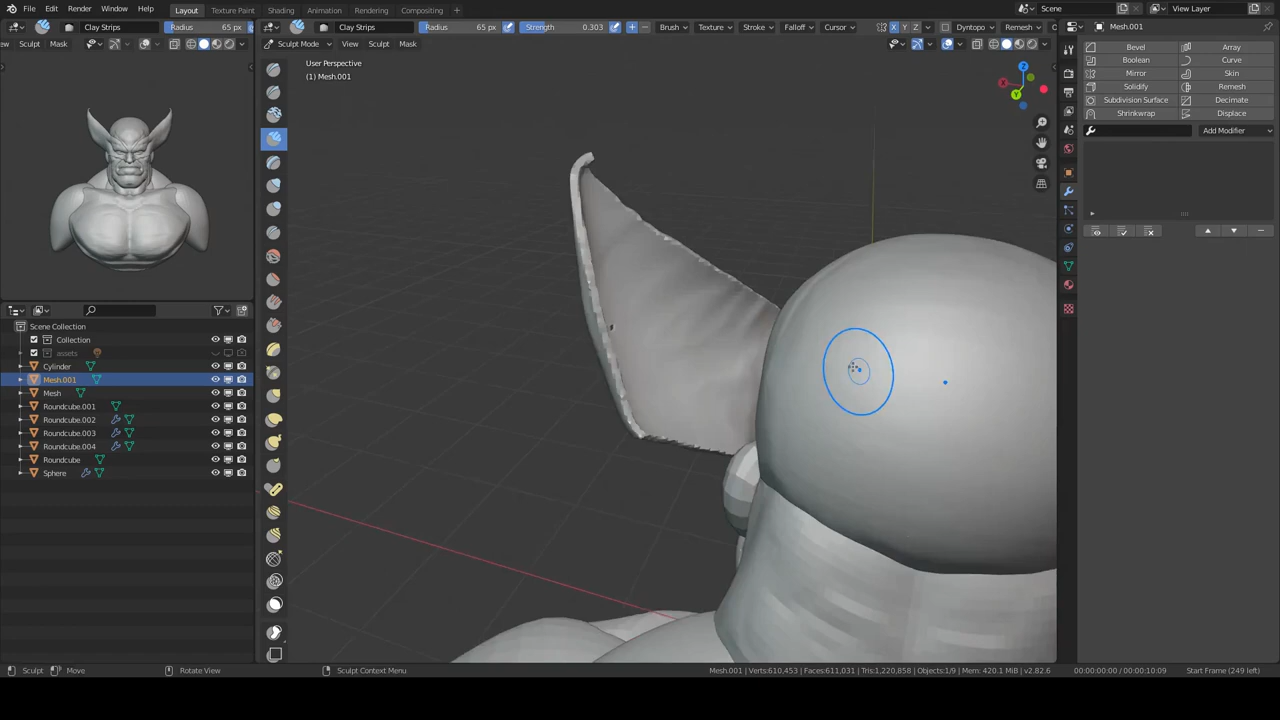 File Edit Render Window Help Layout Texture Paint Shading Animation Rendering Compositing + Scene View Layer
Clay Strips Radius 65 px Clay Strips Radius 65 px Strength 0.303 Brush Texture Stroke Falloff Cursor X Y Z Dyntopo Remesh Mesh.001
ew Sculpt Mask Sculpt Mode View Sculpt Mask
User Perspective
(1) Mesh.001
Z
X
Y
Bevel Array
Boolean Curve
Mirror Skin
Solidify Remesh
Subdivision Surface Decimate
Shrinkwrap Displace
Add Modifier
Scene Collection
Collection
assets
Cylinder
Mesh.001
Mesh
Roundcube.001
Roundcube.002
Roundcube.003
Roundcube.004
Roundcube
Sphere
Sculpt Move Rotate View Sculpt Context Menu Mesh.001 | Verts:610,453 | Faces:611,031 | Tris:1,220,858 | Objects:1/9 | Mem: 420.1 MiB | v2.82.6 00:00:00:00 / 00:00:10:09 Start Frame (249 left)